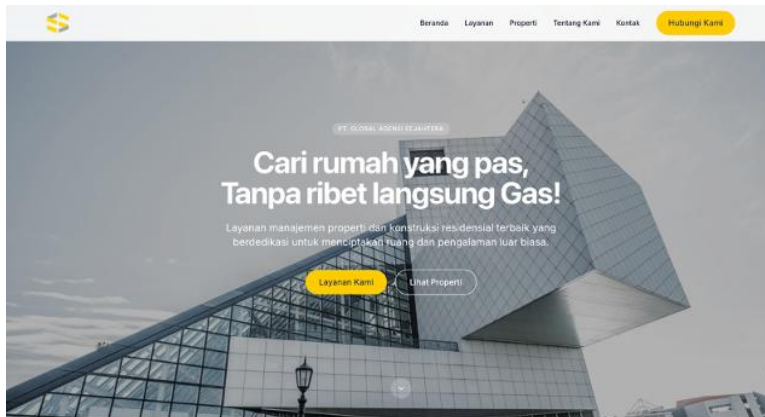 Beranda
Layanan
Properti
Tentang Kami
Kontak
Hubungi Kami
PT. GLOBAL AGENSI SEJAHTERA
Cari rumah yang pas,
Tanpa ribet langsung Gas!
Layanan manajemen properti dan konstruksi residensial terbaik yang
berdedikasi untuk menciptakan ruang dan pengalaman luar biasa.
Layanan Kami
Lihat Properti